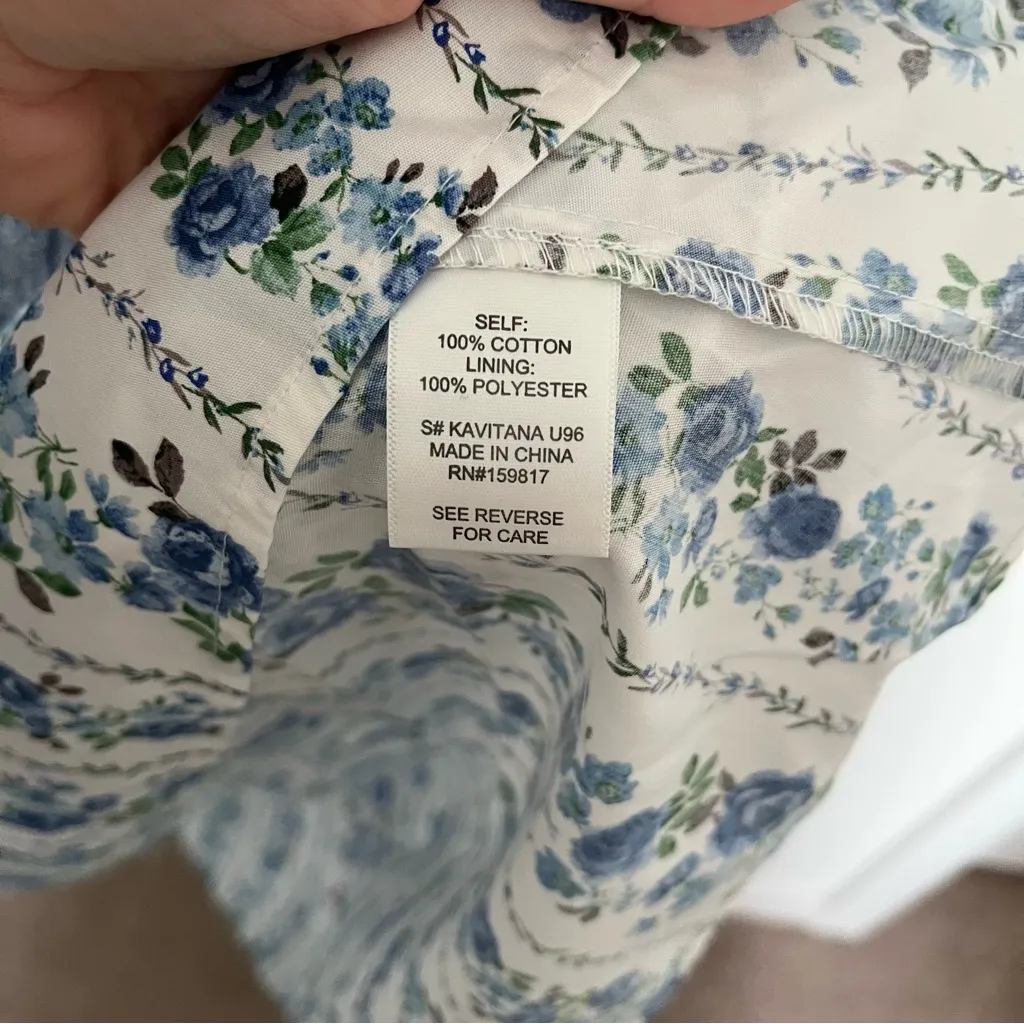 SELF:
100% COTTON
LINING:
100% POLYESTER
S# KAVITANA U96
MADE IN CHINA
RN#159817
SEE REVERSE
FOR CARE